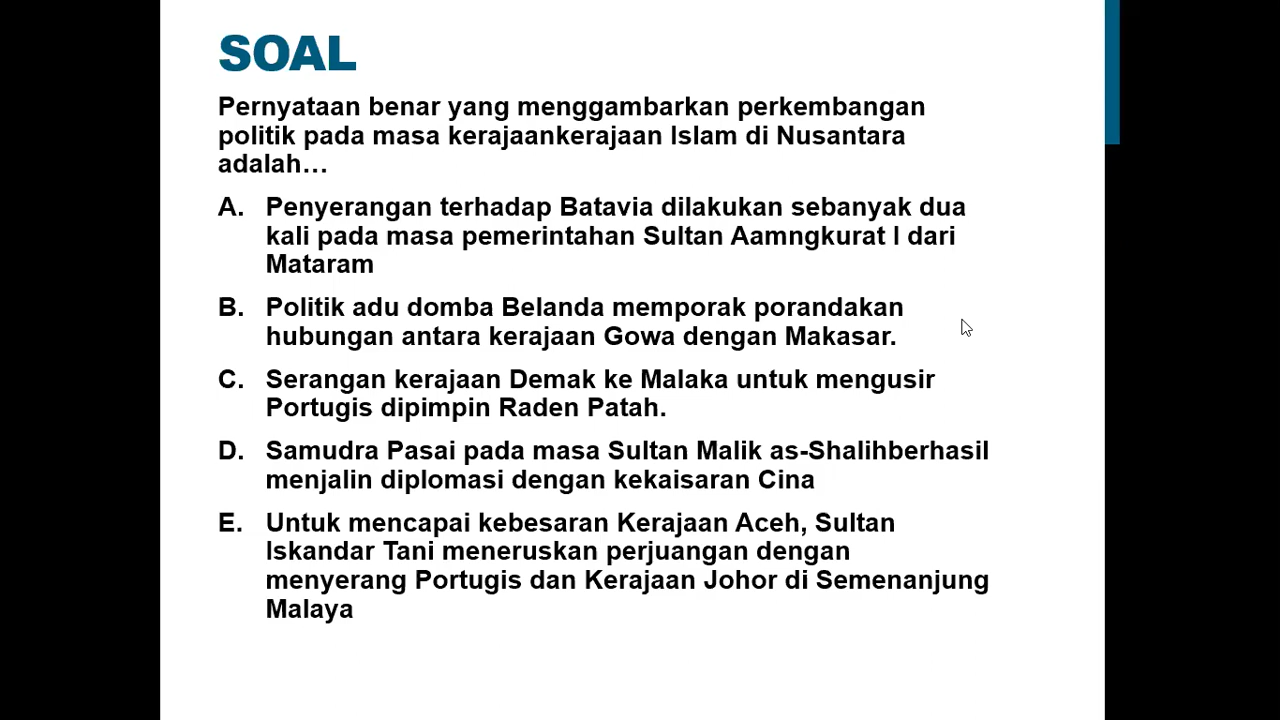 SOAL
Pernyataan benar yang menggambarkan perkembangan
politik pada masa kerajaankerajaan Islam di Nusantara
adalah…
A. Penyerangan terhadap Batavia dilakukan sebanyak dua
kali pada masa pemerintahan Sultan Aamngkurat I dari
Mataram
B. Politik adu domba Belanda memporak porandakan
hubungan antara kerajaan Gowa dengan Makasar.
C. Serangan kerajaan Demak ke Malaka untuk mengusir
Portugis dipimpin Raden Patah.
D. Samudra Pasai pada masa Sultan Malik as-Shalihberhasil
menjalin diplomasi dengan kekaisaran Cina
E. Untuk mencapai kebesaran Kerajaan Aceh, Sultan
Iskandar Tani meneruskan perjuangan dengan
menyerang Portugis dan Kerajaan Johor di Semenanjung
Malaya